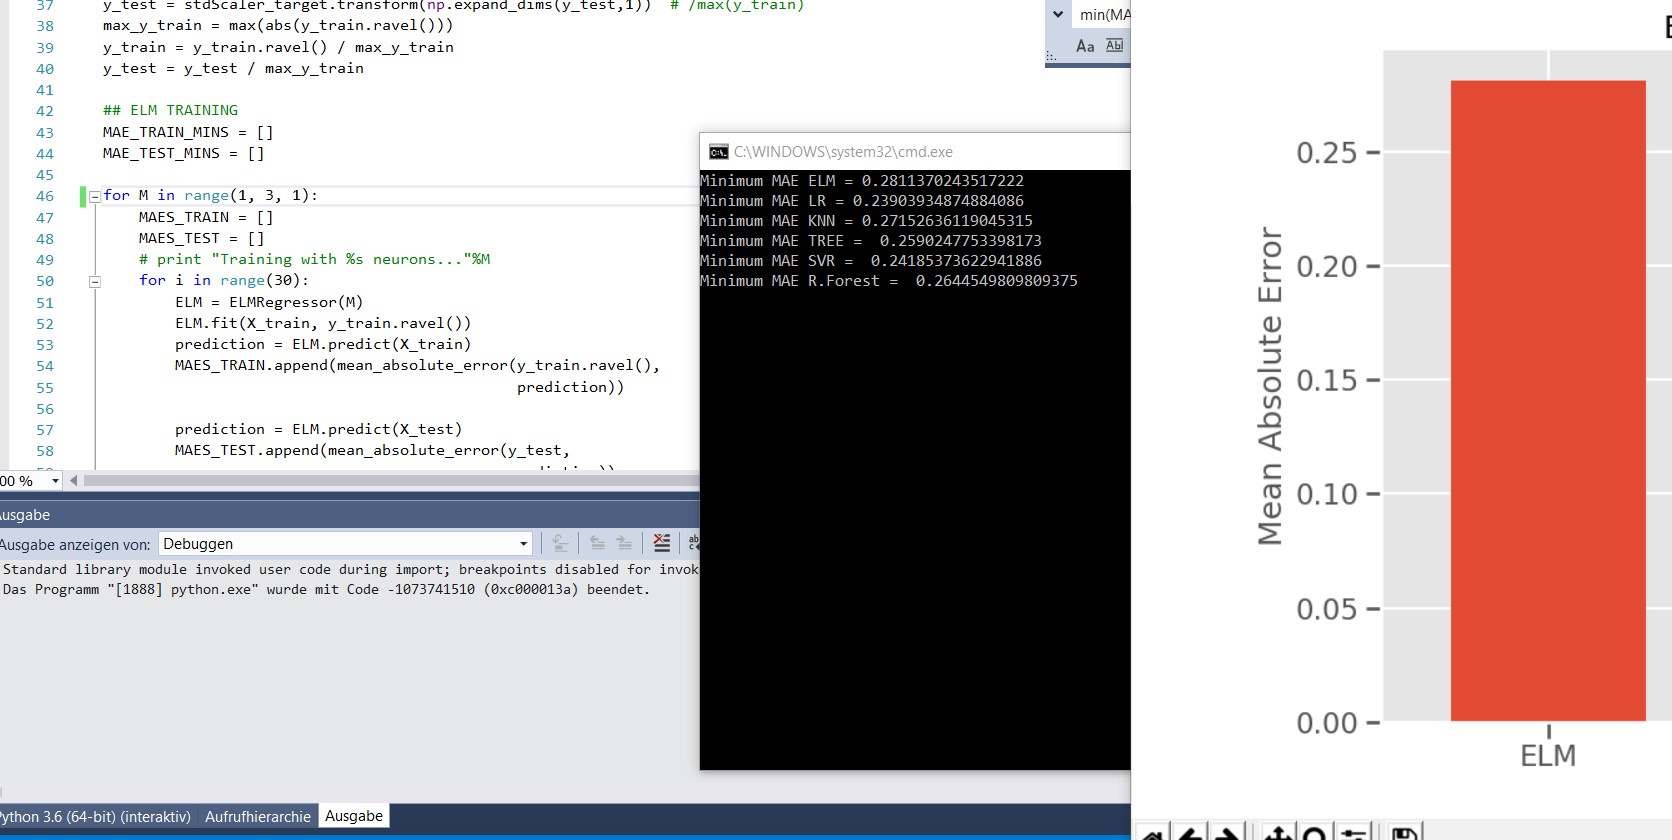 37 y_test = stdScaler_target.transform(np.expand_dims(y_test,1)) # /max(y_train)
38 max_y_train = max(abs(y_train.ravel()))
39 y_train = y_train.ravel() / max_y_train
40 y_test = y_test / max_y_train
41
42 ## ELM TRAINING
43 MAE_TRAIN_MINS = []
44 MAE_TEST_MINS = []
45
46 for M in range(1, 3, 1):
47 MAES_TRAIN = []
48 MAES_TEST = []
49 # print "Training with %s neurons..."%M
50 for i in range(30):
51 ELM = ELMRegressor(M)
52 ELM.fit(X_train, y_train.ravel())
53 prediction = ELM.predict(X_train)
54 MAES_TRAIN.append(mean_absolute_error(y_train.ravel(),
55 prediction))
56
57 prediction = ELM.predict(X_test)
58 MAES_TEST.append(mean_absolute_error(y_test,
min(MA
Aa Abl
00 %
Ausgabe
Ausgabe anzeigen von: Debuggen
Standard library module invoked user code during import; breakpoints disabled for invok
Das Programm "[1888] python.exe" wurde mit Code -1073741510 (0xc000013a) beendet.
Python 3.6 (64-bit) (interaktiv) Aufrufhierarchie Ausgabe
C:\WINDOWS\system32\cmd.exe
Minimum MAE ELM = 0.2811370243517222
Minimum MAE LR = 0.23903934874884086
Minimum MAE KNN = 0.27152636119045315
Minimum MAE TREE =  0.2590247753398173
Minimum MAE SVR =  0.24185373622941886
Minimum MAE R.Forest =  0.2644549809809375
Mean Absolute Error
0.25
0.20
0.15
0.10
0.05
0.00
ELM